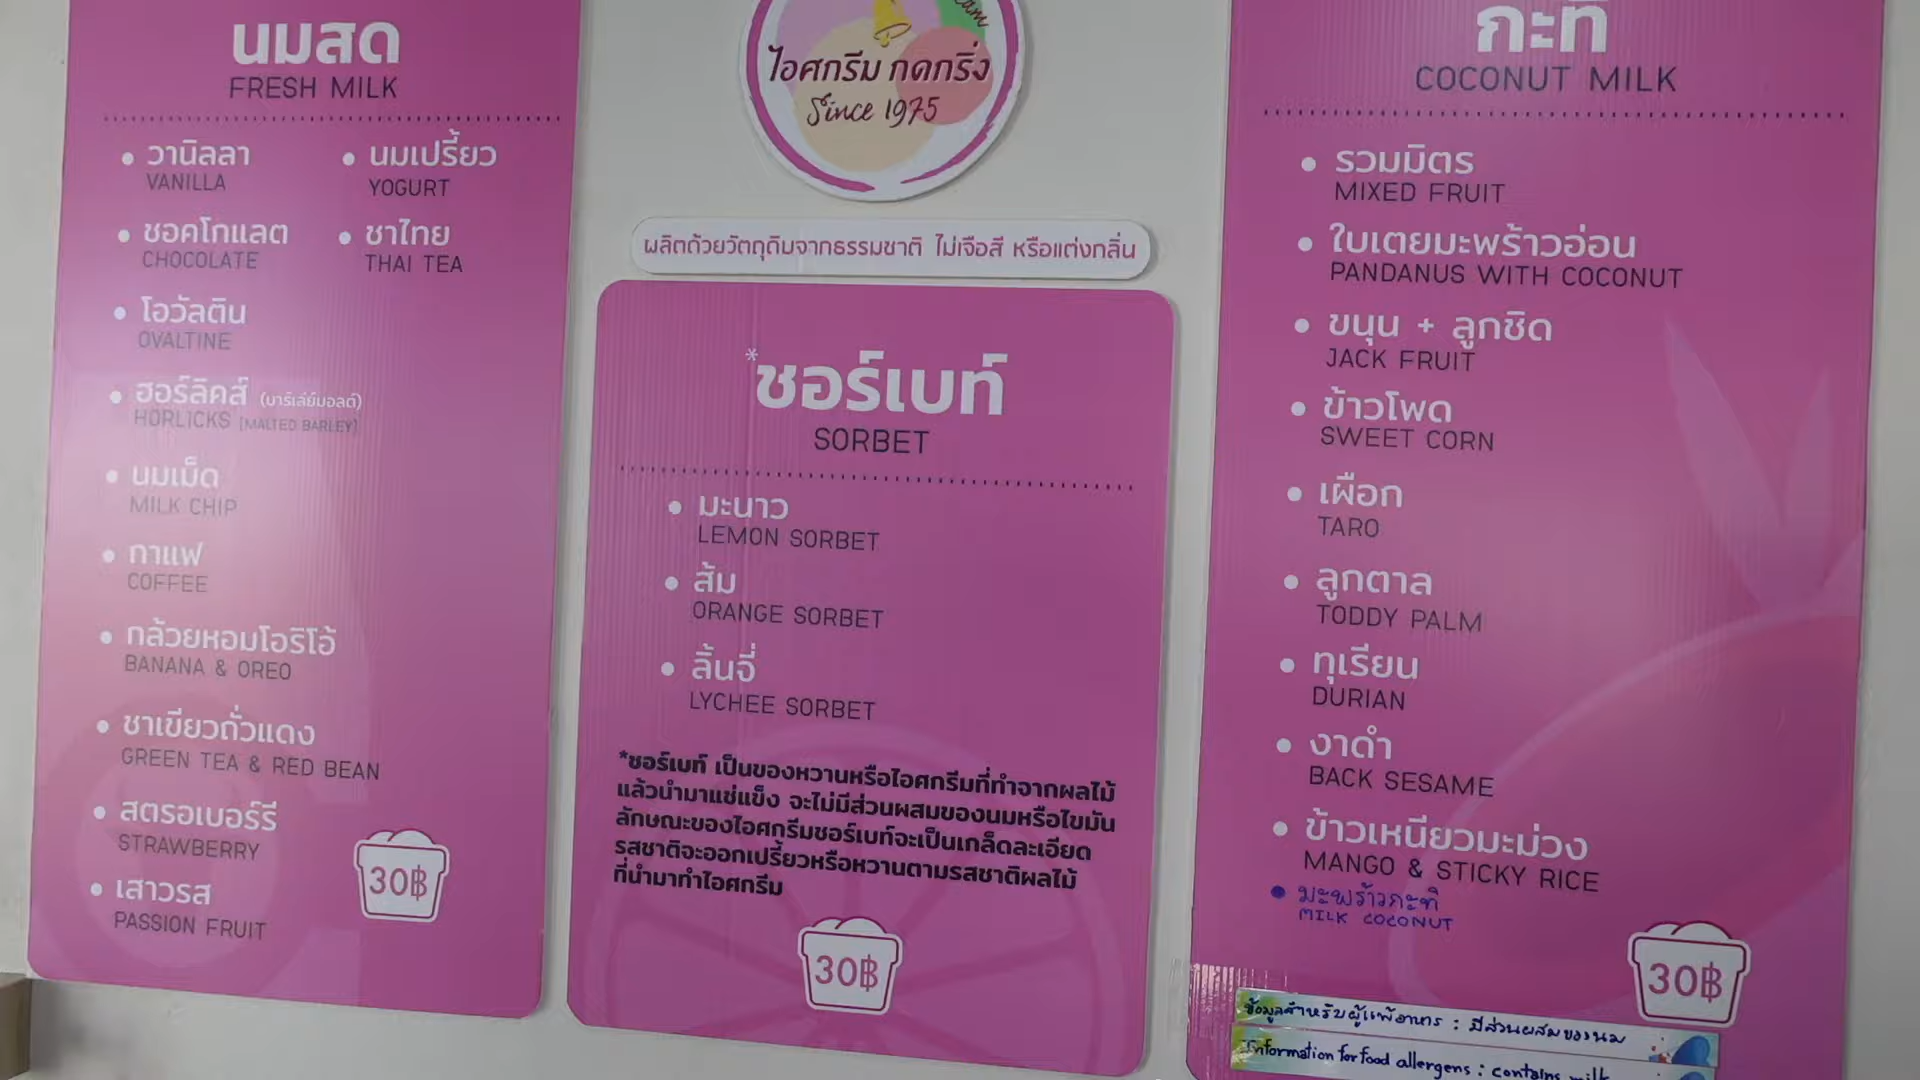 นมสด
FRESH MILK
วานิลลา
VANILLA
นมเปรี้ยว
YOGURT
ชอคโกแลต
CHOCOLATE
ชาไทย
THAI TEA
โอวัลติน
OVALTINE
ฮอร์ลิคส์ (บาร์เล่ย์มอลต์)
HORLICKS [MALTED BARLEY]
นมเม็ด
MILK CHIP
กาแฟ
COFFEE
กล้วยหอมโอริโอ้
BANANA & OREO
ชาเขียวถั่วแดง
GREEN TEA & RED BEAN
สตรอเบอร์รี
STRAWBERRY
เสาวรส
PASSION FRUIT
30฿
ไอศกรีม กดกริ่ง
Since 1975
ผลิตด้วยวัตถุดิบจากธรรมชาติ ไม่เจือสี หรือแต่งกลิ่น
*ซอร์เบท์
SORBET
มะนาว
LEMON SORBET
ส้ม
ORANGE SORBET
ลิ้นจี่
LYCHEE SORBET
*ซอร์เบท์ เป็นของหวานหรือไอศกรีมที่ทำจากผลไม้
แล้วนำมาแช่แข็ง จะไม่มีส่วนผสมของนมหรือไขมัน
ลักษณะของไอศกรีมซอร์เบท์จะเป็นเกล็ดละเอียด
รสชาติจะออกเปรี้ยวหรือหวานตามรสชาติผลไม้
ที่นำมาทำไอศกรีม
30฿
กะทิ
COCONUT MILK
รวมมิตร
MIXED FRUIT
ใบเตยมะพร้าวอ่อน
PANDANUS WITH COCONUT
ขนุน + ลูกชิด
JACK FRUIT
ข้าวโพด
SWEET CORN
เผือก
TARO
ลูกตาล
TODDY PALM
ทุเรียน
DURIAN
งาดำ
BACK SESAME
ข้าวเหนียวมะม่วง
MANGO & STICKY RICE
มะพร้าวกะทิ
MILK COCONUT
30฿
ข้อมูลสำหรับผู้แพ้อาหาร : มีส่วนผสมของนม
Information for food allergens : contains milk